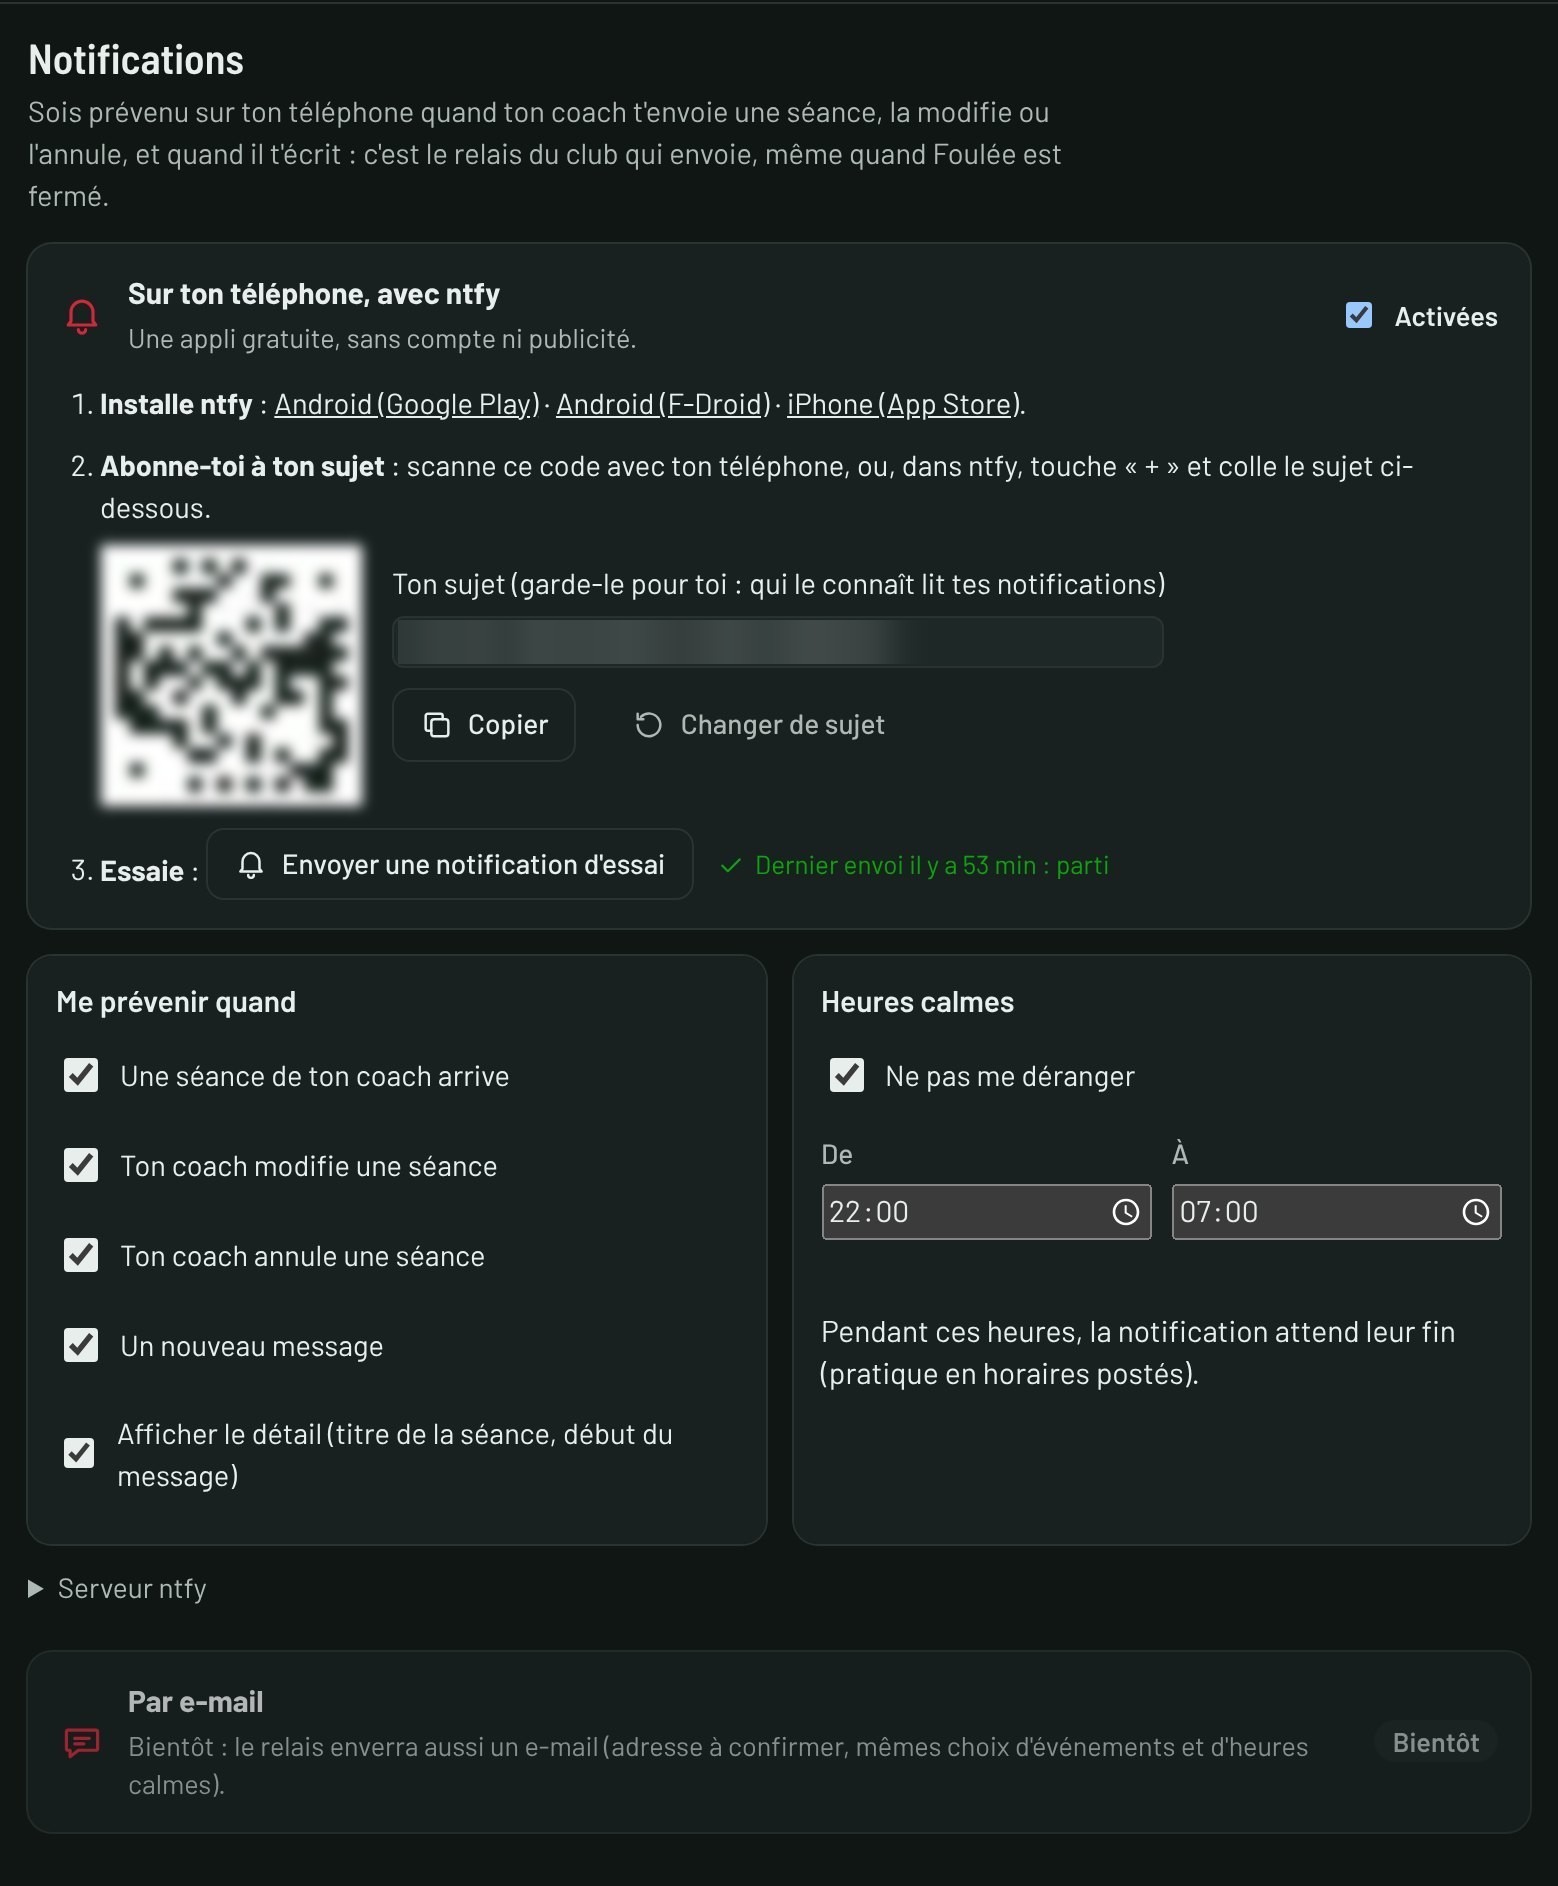 Notifications
Sois prévenu sur ton téléphone quand ton coach t'envoie une séance, la modifie ou
l'annule, et quand il t'écrit : c'est le relais du club qui envoie, même quand Foulée est
fermé.
Sur ton téléphone, avec ntfy
Une appli gratuite, sans compte ni publicité.
Activées
1. Installe ntfy : Android (Google Play) · Android (F-Droid) · iPhone (App Store).
2. Abonne-toi à ton sujet : scanne ce code avec ton téléphone, ou, dans ntfy, touche « + » et colle le sujet ci-
dessous.
Ton sujet (garde-le pour toi : qui le connaît lit tes notifications)
Copier
Changer de sujet
3. Essaie : Envoyer une notification d'essai
Dernier envoi il y a 53 min : parti
Me prévenir quand
Une séance de ton coach arrive
Ton coach modifie une séance
Ton coach annule une séance
Un nouveau message
Afficher le détail (titre de la séance, début du
message)
Heures calmes
Ne pas me déranger
De
À
22:00
07:00
Pendant ces heures, la notification attend leur fin
(pratique en horaires postés).
Serveur ntfy
Par e-mail
Bientôt : le relais enverra aussi un e-mail (adresse à confirmer, mêmes choix d'événements et d'heures
calmes).
Bientôt